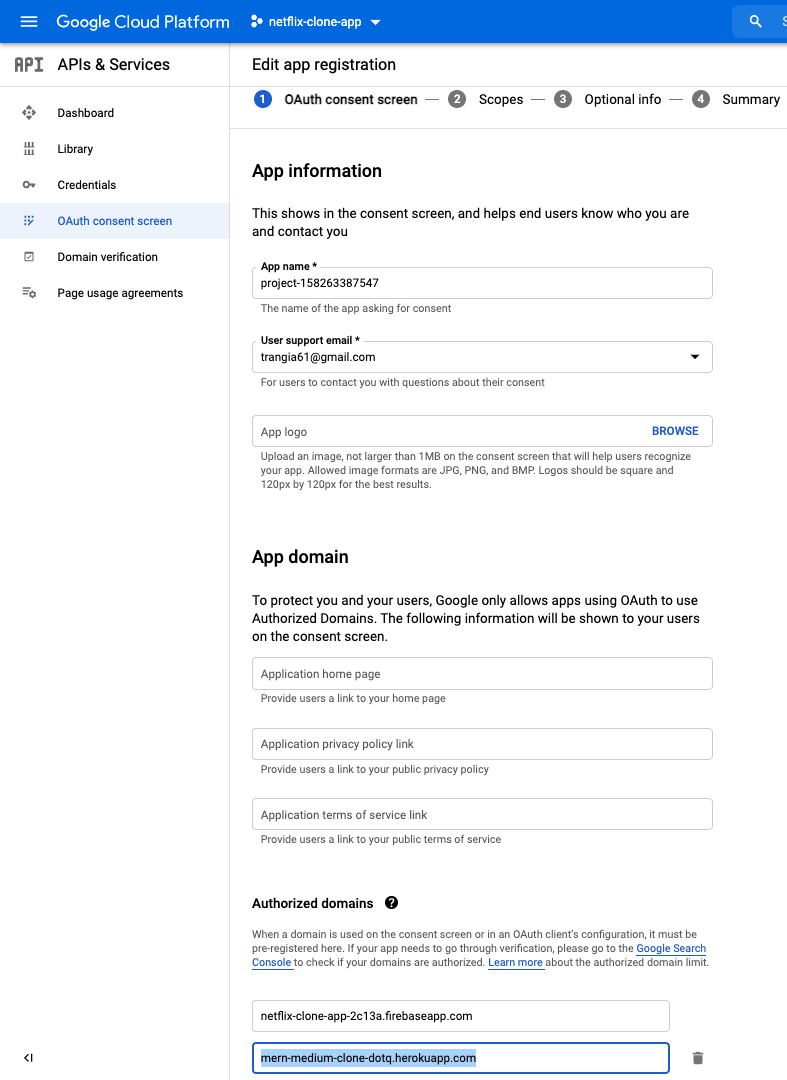 Google Cloud Platform
netflix-clone-app
API APIs & Services
Edit app registration
1 OAuth consent screen — 2 Scopes — 3 Optional info — 4 Summary
Dashboard
Library
Credentials
OAuth consent screen
Domain verification
Page usage agreements
App information
This shows in the consent screen, and helps end users know who you are
and contact you
App name *
project-158263387547
The name of the app asking for consent
User support email *
trangia61@gmail.com
For users to contact you with questions about their consent
App logo
BROWSE
Upload an image, not larger than 1MB on the consent screen that will help users recognize
your app. Allowed image formats are JPG, PNG, and BMP. Logos should be square and
120px by 120px for the best results.
App domain
To protect you and your users, Google only allows apps using OAuth to use
Authorized Domains. The following information will be shown to your users
on the consent screen.
Application home page
Provide users a link to your home page
Application privacy policy link
Provide users a link to your public privacy policy
Application terms of service link
Provide users a link to your public terms of service
Authorized domains
When a domain is used on the consent screen or in an OAuth client's configuration, it must be
pre-registered here. If your app needs to go through verification, please go to the Google Search
Console to check if your domains are authorized. Learn more about the authorized domain limit.
netflix-clone-app-2c13a.firebaseapp.com
mern-medium-clone-dotq.herokuapp.com